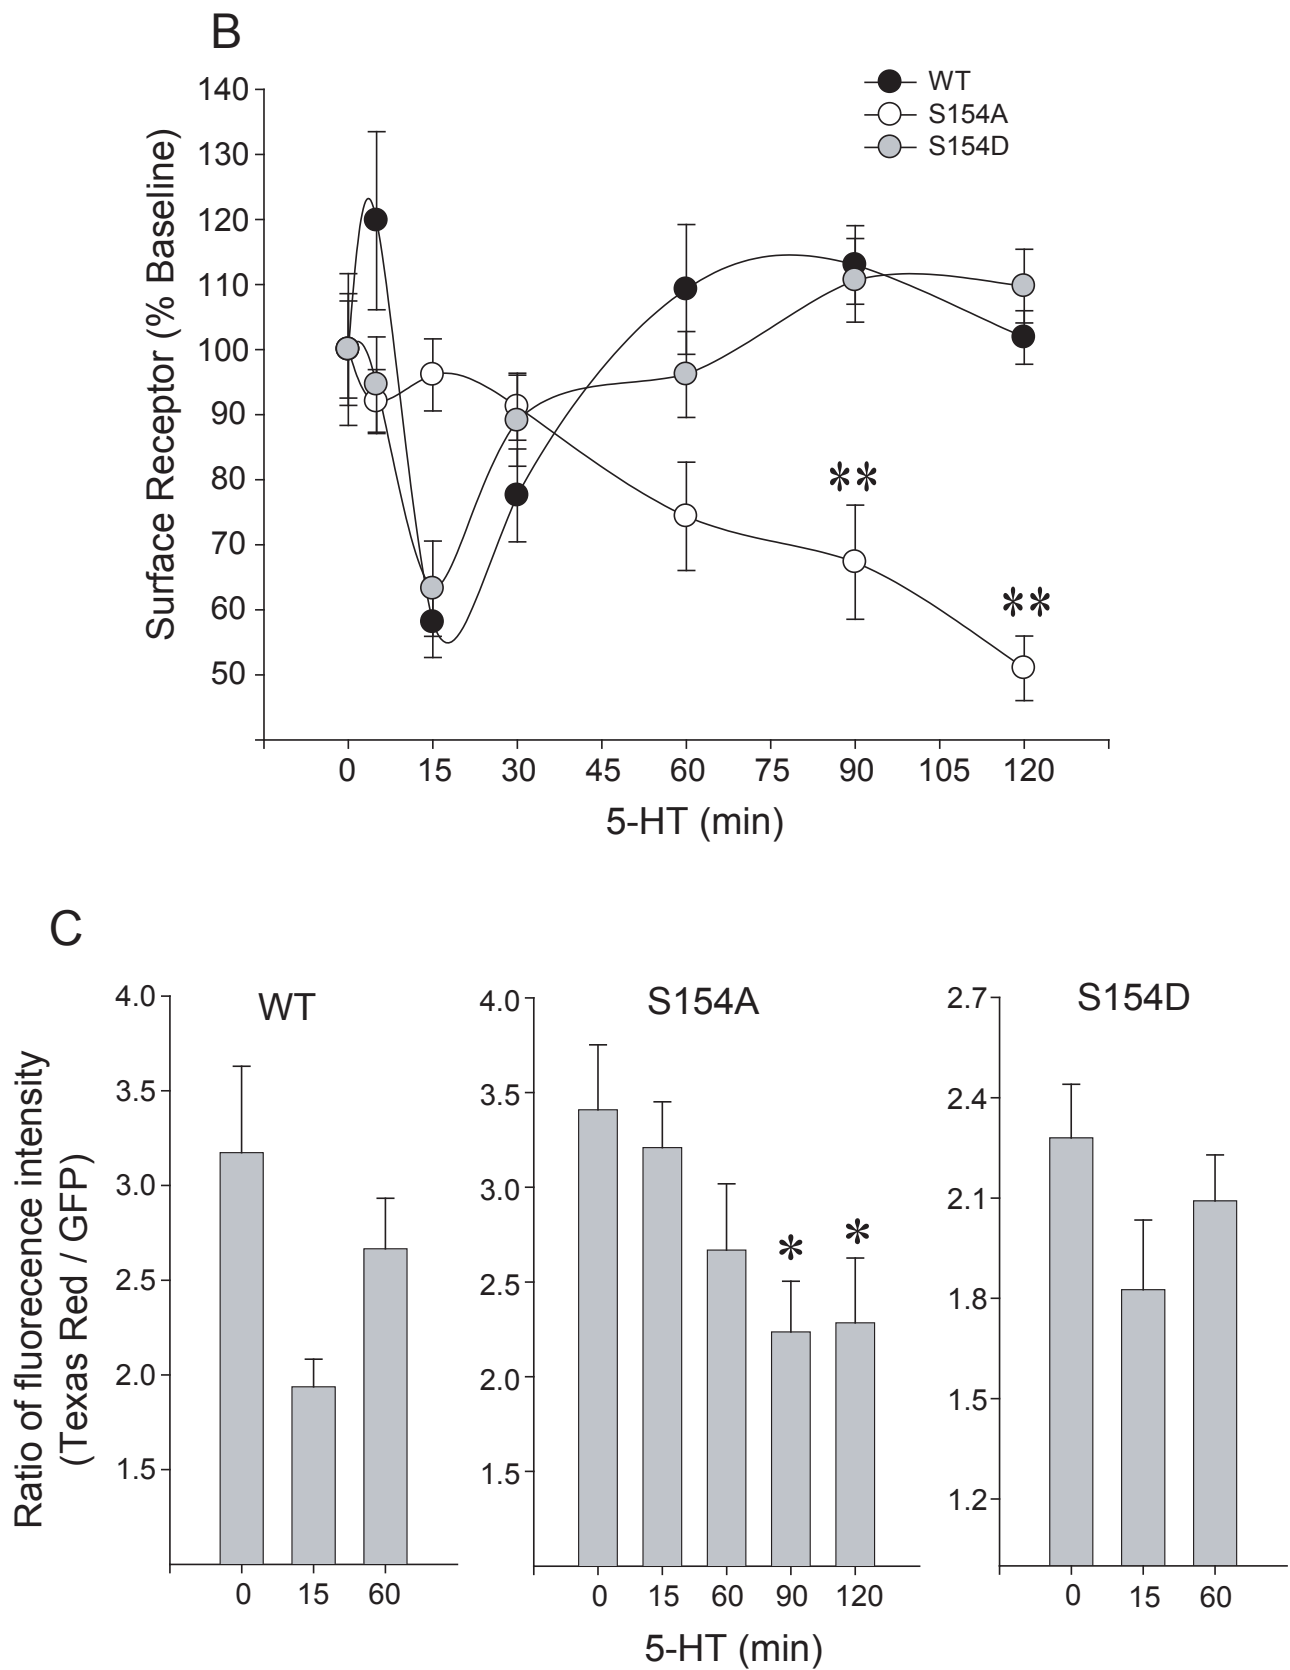 B
WT
S154A
S154D
Surface Receptor (% Baseline)
140
130
120
110
100
90
80
70
60
50
**
**
0 15 30 45 60 75 90 105 120
5-HT (min)
C
Ratio of fluorecence intensity
(Texas Red / GFP)
WT
4.0
3.5
3.0
2.5
2.0
1.5
0 15 60
S154A
4.0
3.5
3.0
2.5
2.0
1.5
* *
0 15 60 90 120
S154D
2.7
2.4
2.1
1.8
1.5
1.2
0 15 60
5-HT (min)